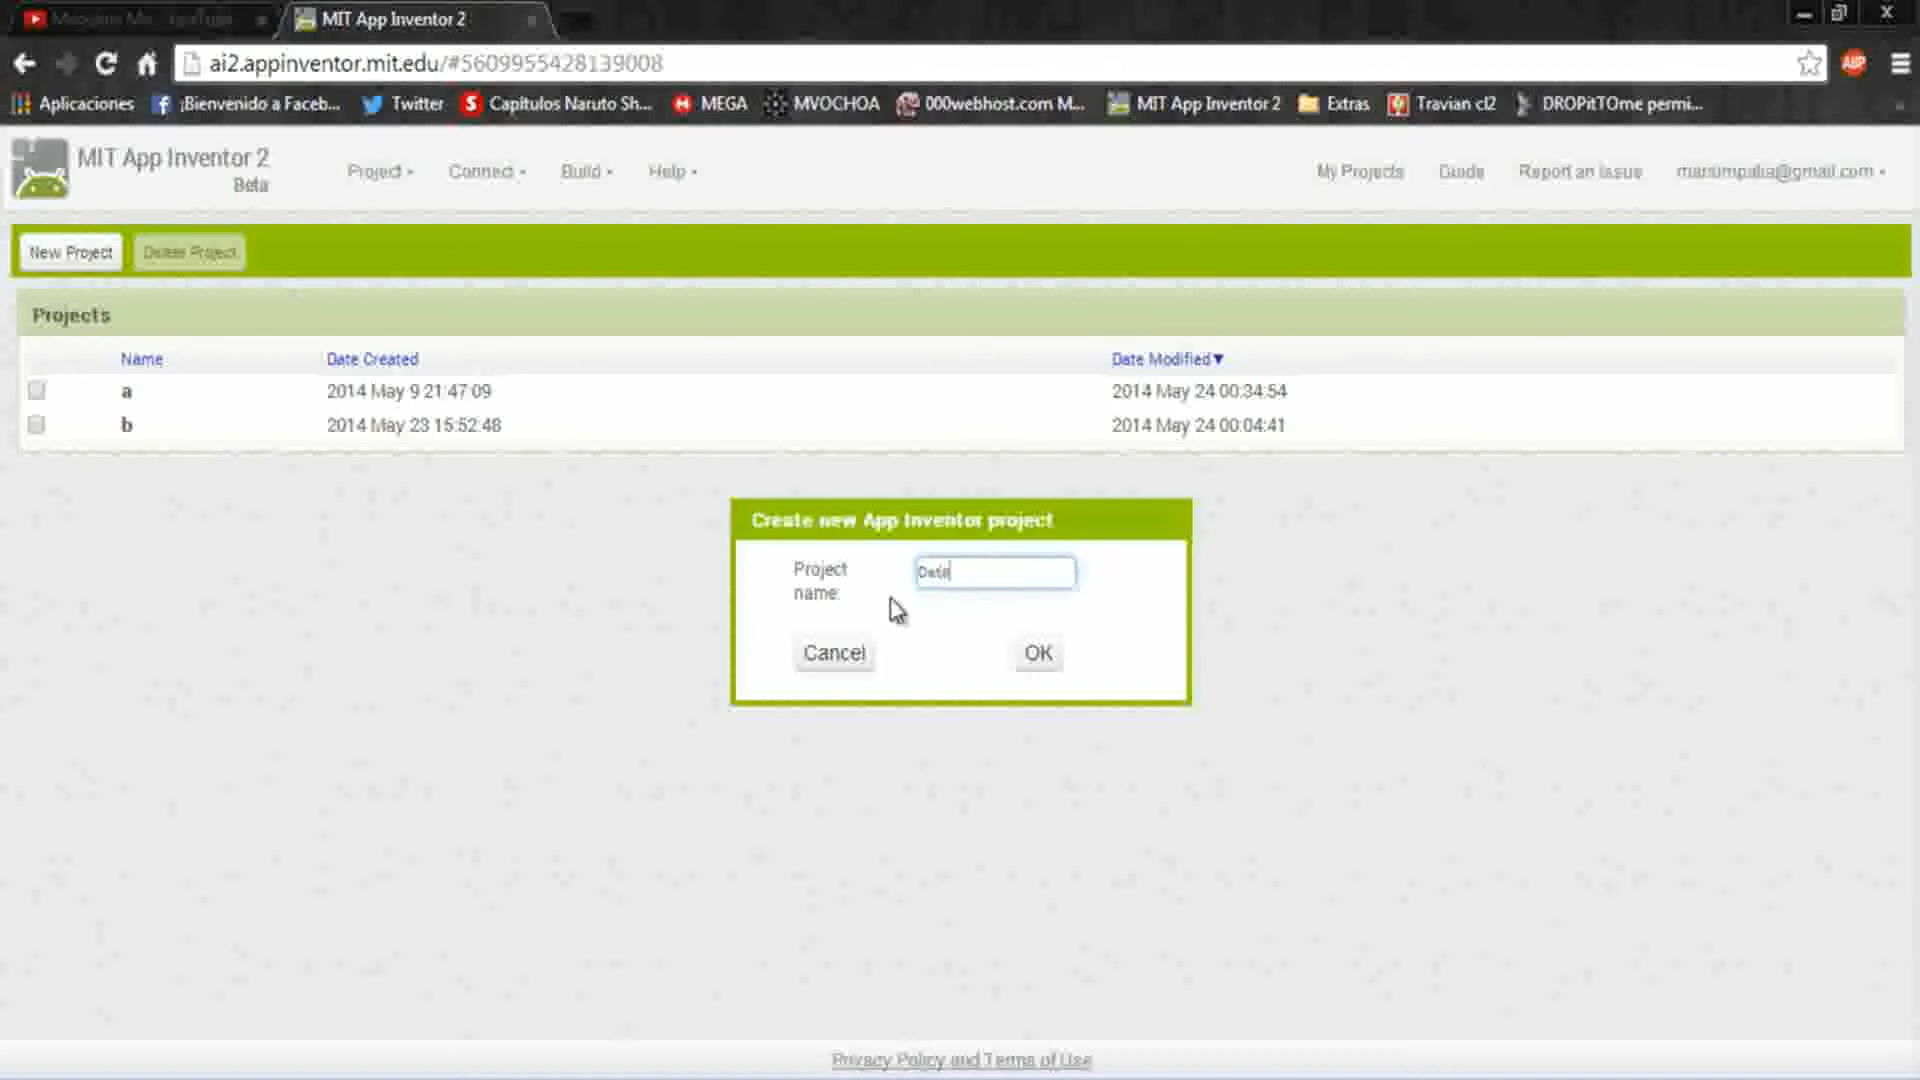 MIT App Inventor 2
ai2.appinventor.mit.edu/#5609955428139008
Aplicaciones ¡Bienvenido a Faceb... Twitter Capítulos Naruto Sh... MEGA MVOCHOA 000webhost.com M... MIT App Inventor 2 Extras Travian cl2 DROPitTOme permi...
MIT App Inventor 2
Beta
Project Connect Build Help My Projects Guide Report an Issue
New Project Delete Project
Projects
Name Date Created Date Modified▼
a 2014 May 9 21:47:09 2014 May 24 00:34:54
b 2014 May 23 15:52:48 2014 May 24 00:04:41
Create new App Inventor project
Project
name:
Cancel OK
Privacy Policy and Terms of Use